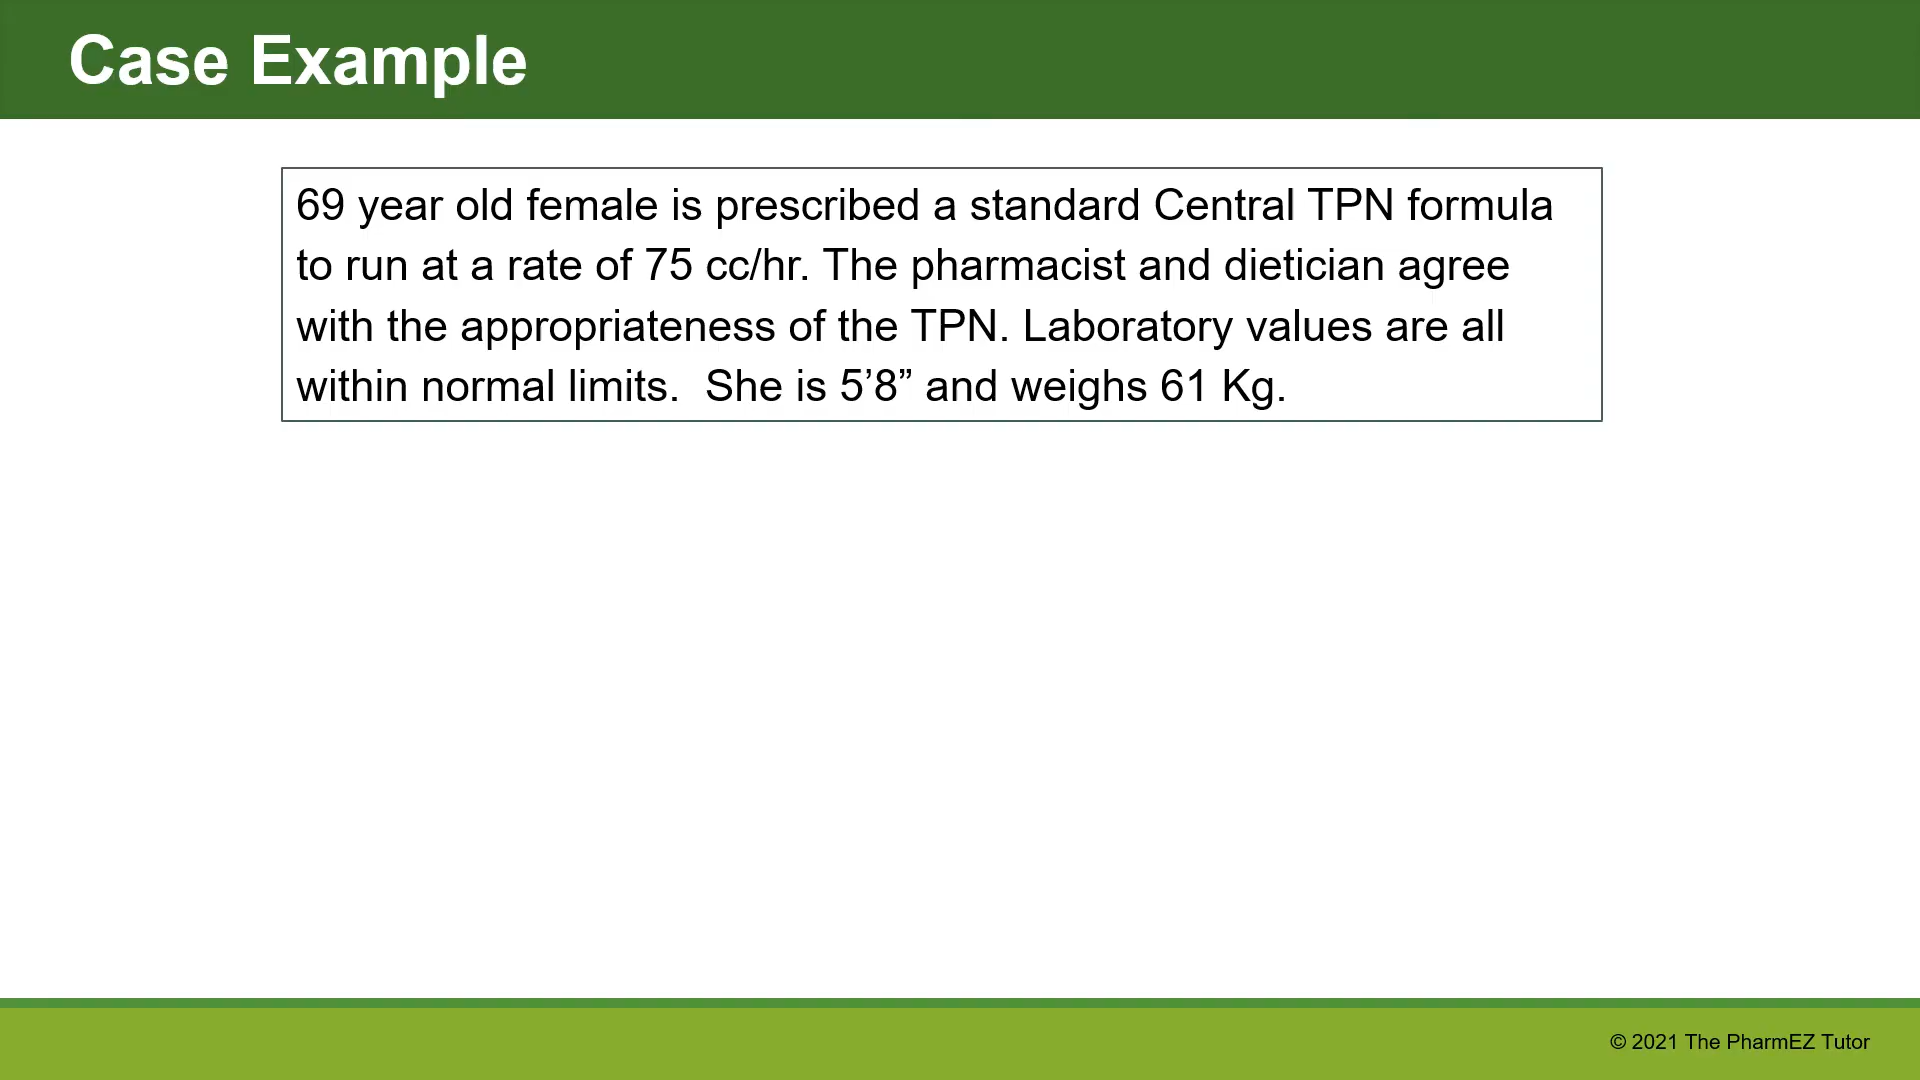 Case Example
69 year old female is prescribed a standard Central TPN formula
to run at a rate of 75 cc/hr. The pharmacist and dietician agree
with the appropriateness of the TPN. Laboratory values are all
within normal limits.  She is 5’8” and weighs 61 Kg.
© 2021 The PharmEZ Tutor